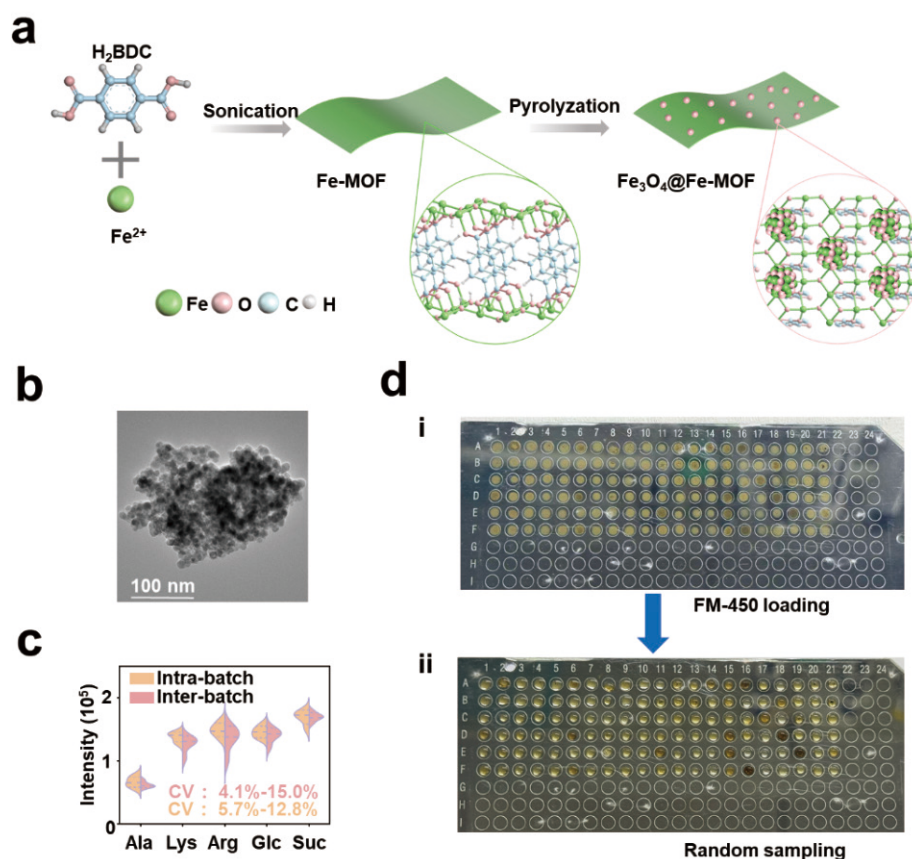 a
H₂BDC
Sonication
Pyrolyzation
Fe-MOF
Fe₃O₄@Fe-MOF
Fe²⁺
Fe O C H
b
100 nm
c
Intra-batch
Inter-batch
Intensity (10⁵)
2
1
0
CV : 4.1%-15.0%
CV : 5.7%-12.8%
Ala Lys Arg Glc Suc
d
i
1 2 3 4 5 6 7 8 9 10 11 12 13 14 15 16 17 18 19 20 21 22 23 24
A
B
C
D
E
F
G
H
I
FM-450 loading
ii
1 2 3 4 5 6 7 8 9 10 11 12 13 14 15 16 17 18 19 20 21 22 23 24
A
B
C
D
E
F
G
H
I
Random sampling